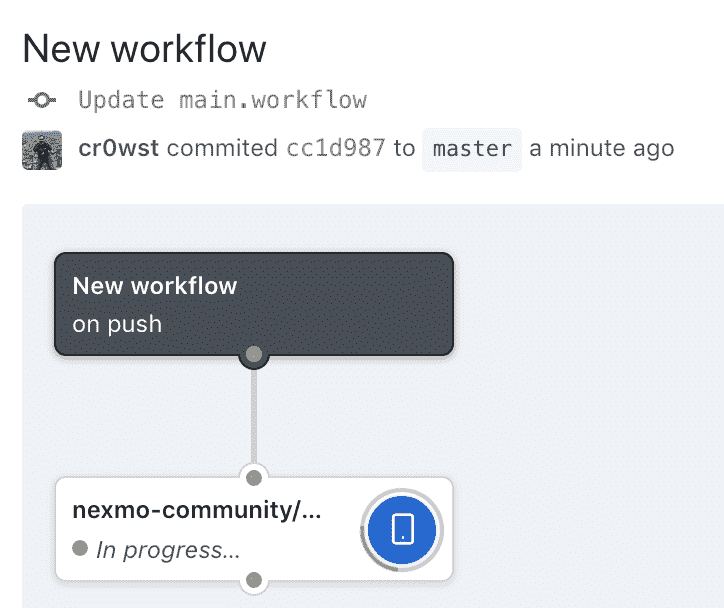 New workflow
Update main.workflow
cr0wst commited cc1d987 to master a minute ago
New workflow
on push
nexmo-community/...
In progress...